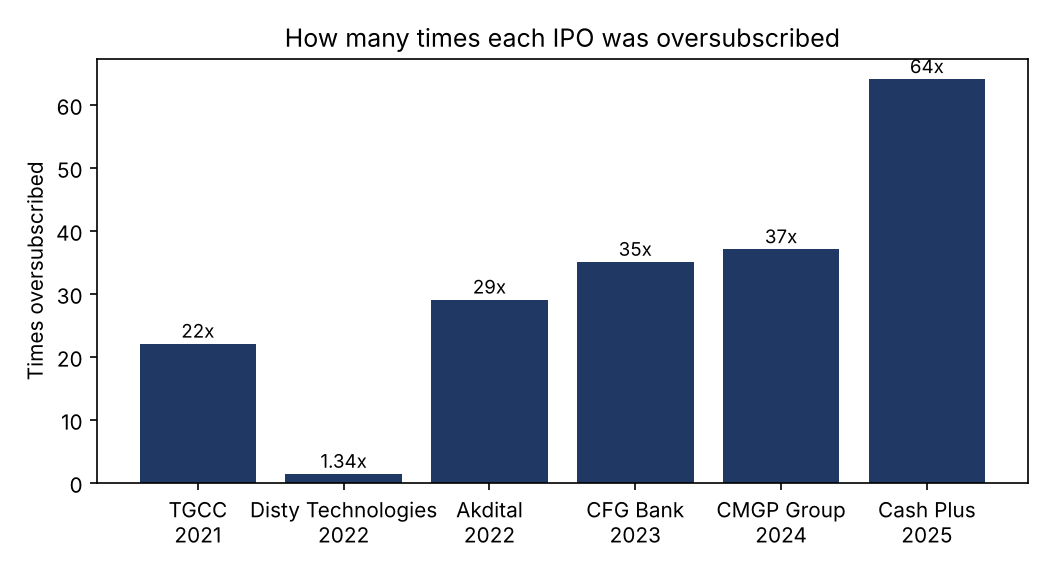 How many times each IPO was oversubscribed
Times oversubscribed
60
50
40
30
20
10
0
22x
1.34x
29x
35x
37x
64x
TGCC
2021
Disty Technologies
2022
Akdital
2022
CFG Bank
2023
CMGP Group
2024
Cash Plus
2025